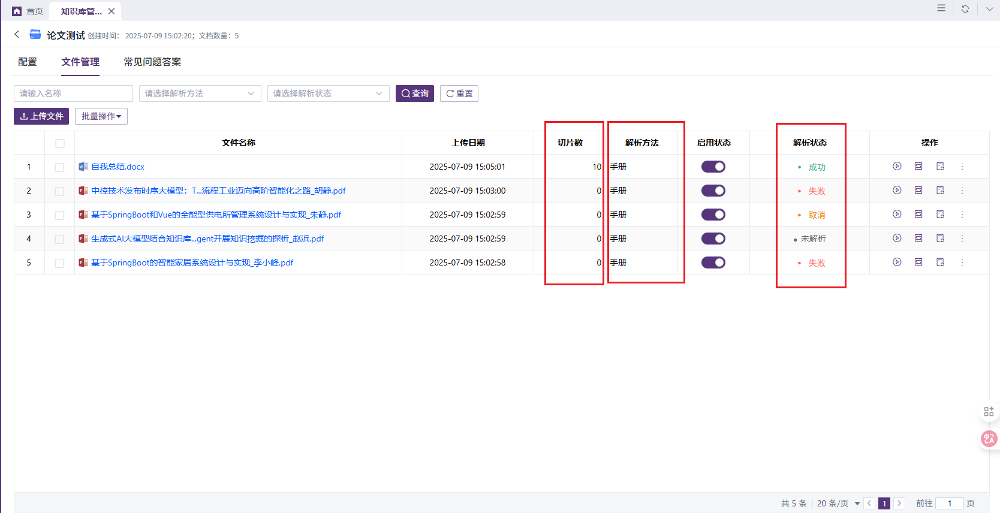 首页 知识库管...
论文测试 创建时间： 2025-07-09 15:02:20； 文档数量：5
配置 文件管理 常见问题答案
请输入名称 请选择解析方法 请选择解析状态 查询 重置
上传文件 批量操作
文件名称 上传日期 切片数 解析方法 启用状态 解析状态 操作
1 自我总结.docx 2025-07-09 15:05:01 10 手册 成功
2 中控技术发布时序大模型：T...流程工业迈向高阶智能化之路_胡静.pdf 2025-07-09 15:03:00 0 手册 失败
3 基于SpringBoot和Vue的全能型供电所管理系统设计与实现_朱静.pdf 2025-07-09 15:02:59 0 手册 取消
4 生成式AI大模型结合知识库...gent开展知识挖掘的探析_赵浜.pdf 2025-07-09 15:02:59 0 手册 未解析
5 基于SpringBoot的智能家居系统设计与实现_李小峰.pdf 2025-07-09 15:02:58 0 手册 失败
共 5 条 20 条/页 1 前往 1 页